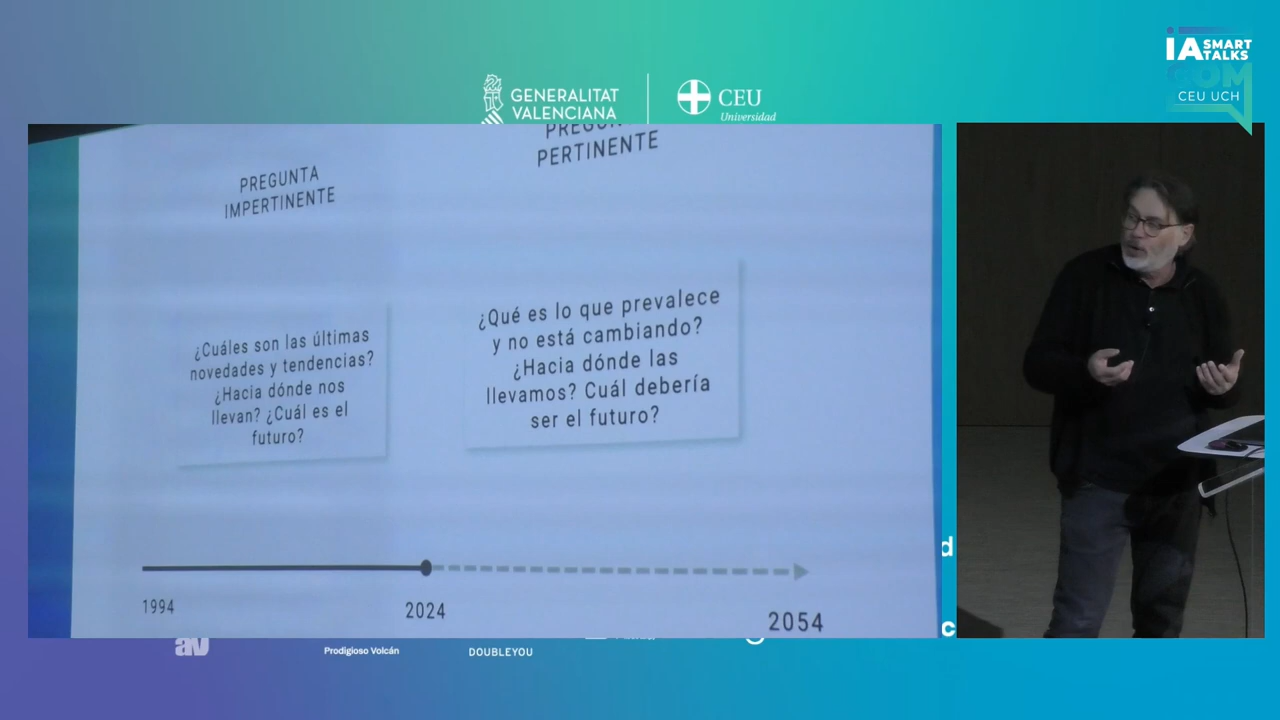 iA SMART
TALKS
COM
CEU UCH
GENERALITAT
VALENCIANA
CEU
Universidad
PREGUNTA
IMPERTINENTE
PERTINENTE
¿Cuáles son las últimas
novedades y tendencias?
¿Hacia dónde nos
llevan? ¿Cuál es el
futuro?
¿Qué es lo que prevalece
y no está cambiando?
¿Hacia dónde las
llevamos? Cuál debería
ser el futuro?
1994
2024
2054
d
c
av
Prodigioso Volcán
DOUBLEYOU